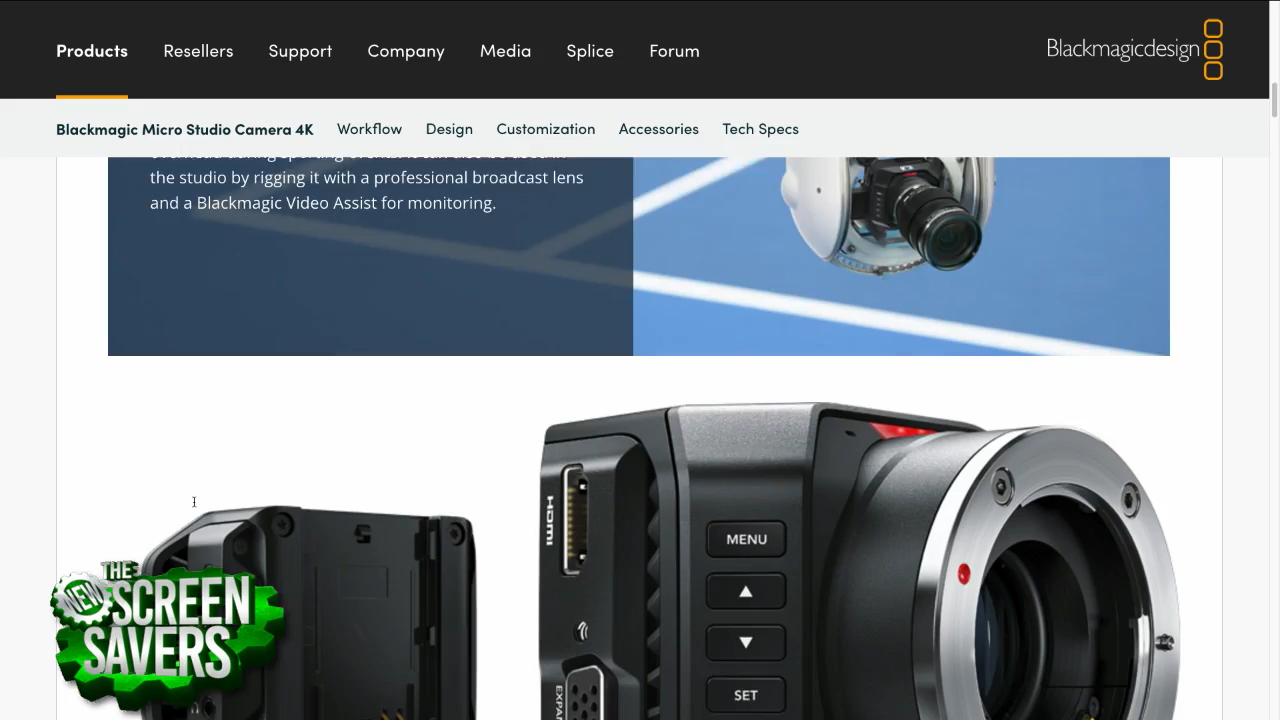 Products Resellers Support Company Media Splice Forum Blackmagicdesign
Blackmagic Micro Studio Camera 4K Workflow Design Customization Accessories Tech Specs
the studio by rigging it with a professional broadcast lens
and a Blackmagic Video Assist for monitoring.
HDMI
MENU
SET
EXPAN
THE
NEW SCREEN
SAVERS